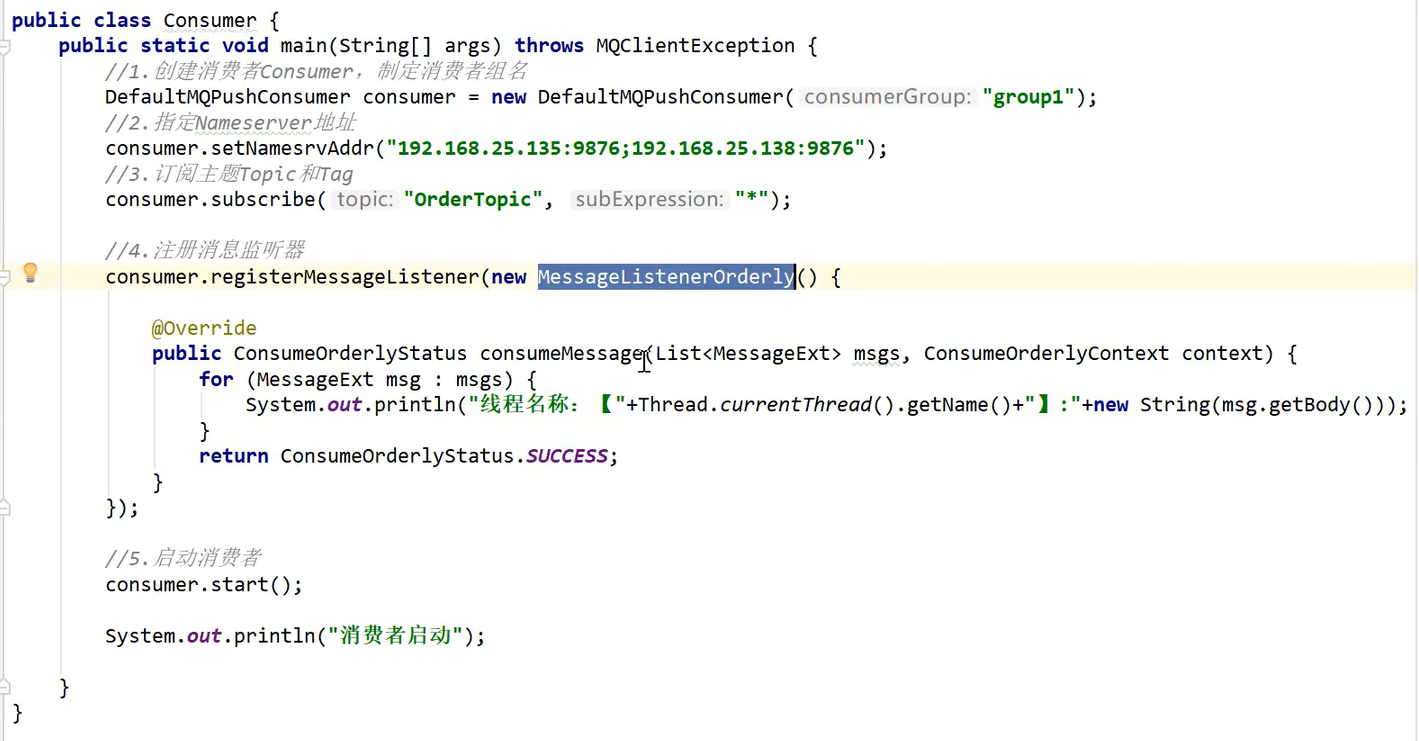 public class Consumer {
public static void main(String[] args) throws MQClientException {
//1.创建消费者Consumer，制定消费者组名
DefaultMQPushConsumer consumer = new DefaultMQPushConsumer( consumerGroup: "group1");
//2.指定Nameserver地址
consumer.setNamesrvAddr("192.168.25.135:9876;192.168.25.138:9876");
//3.订阅主题Topic和Tag
consumer.subscribe( topic: "OrderTopic", subExpression: "*");
//4.注册消息监听器
consumer.registerMessageListener(new MessageListenerOrderly() {
@Override
public ConsumeOrderlyStatus consumeMessage(List<MessageExt> msgs, ConsumeOrderlyContext context) {
for (MessageExt msg : msgs) {
System.out.println("线程名称：【"+Thread.currentThread().getName()+"】:"+new String(msg.getBody()));
}
return ConsumeOrderlyStatus.SUCCESS;
}
});
//5.启动消费者
consumer.start();
System.out.println("消费者启动");
}
}